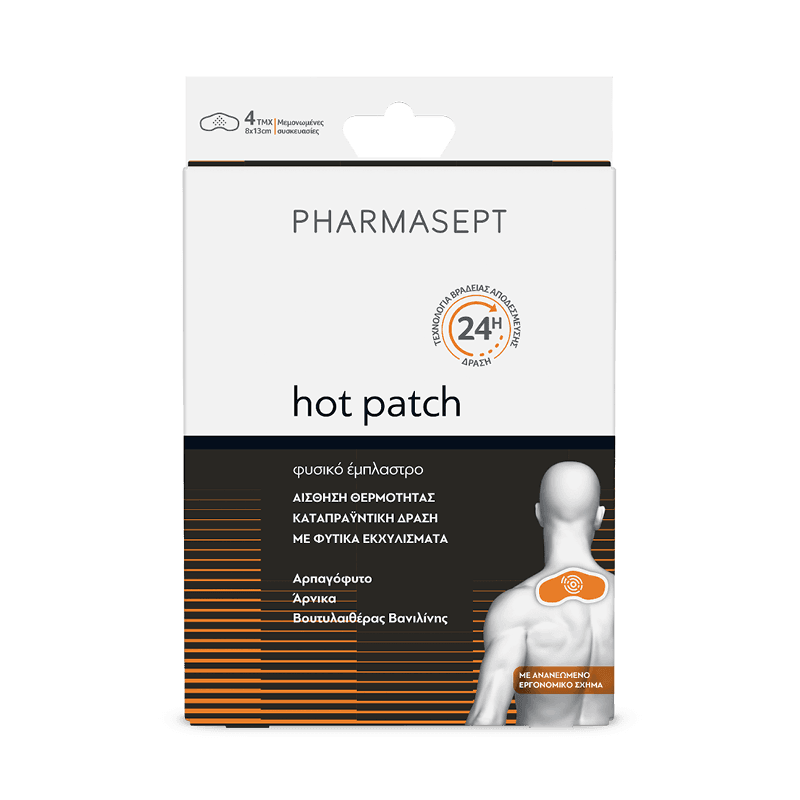 4 ΤΜΧ
8x13cm
Μεμονωμένες
συσκευασίες
PHARMASEPT
ΤΕΧΝΟΛΟΓΙΑ ΒΡΑΔΕΙΑΣ ΑΠΟΔΕΣΜΕΥΣΗΣ
24H
ΔΡΑΣΗ
hot patch
φυσικό έμπλαστρο
ΑΙΣΘΗΣΗ ΘΕΡΜΟΤΗΤΑΣ
ΚΑΤΑΠΡΑΫΝΤΙΚΗ ΔΡΑΣΗ
ΜΕ ΦΥΤΙΚΑ ΕΚΧΥΛΙΣΜΑΤΑ
Αρπαγόφυτο
Άρνικα
Βουτυλαιθέρας Βανιλίνης
ΜΕ ΑΝΑΝΕΩΜΕΝΟ
ΕΡΓΟΝΟΜΙΚΟ ΣΧΗΜΑ